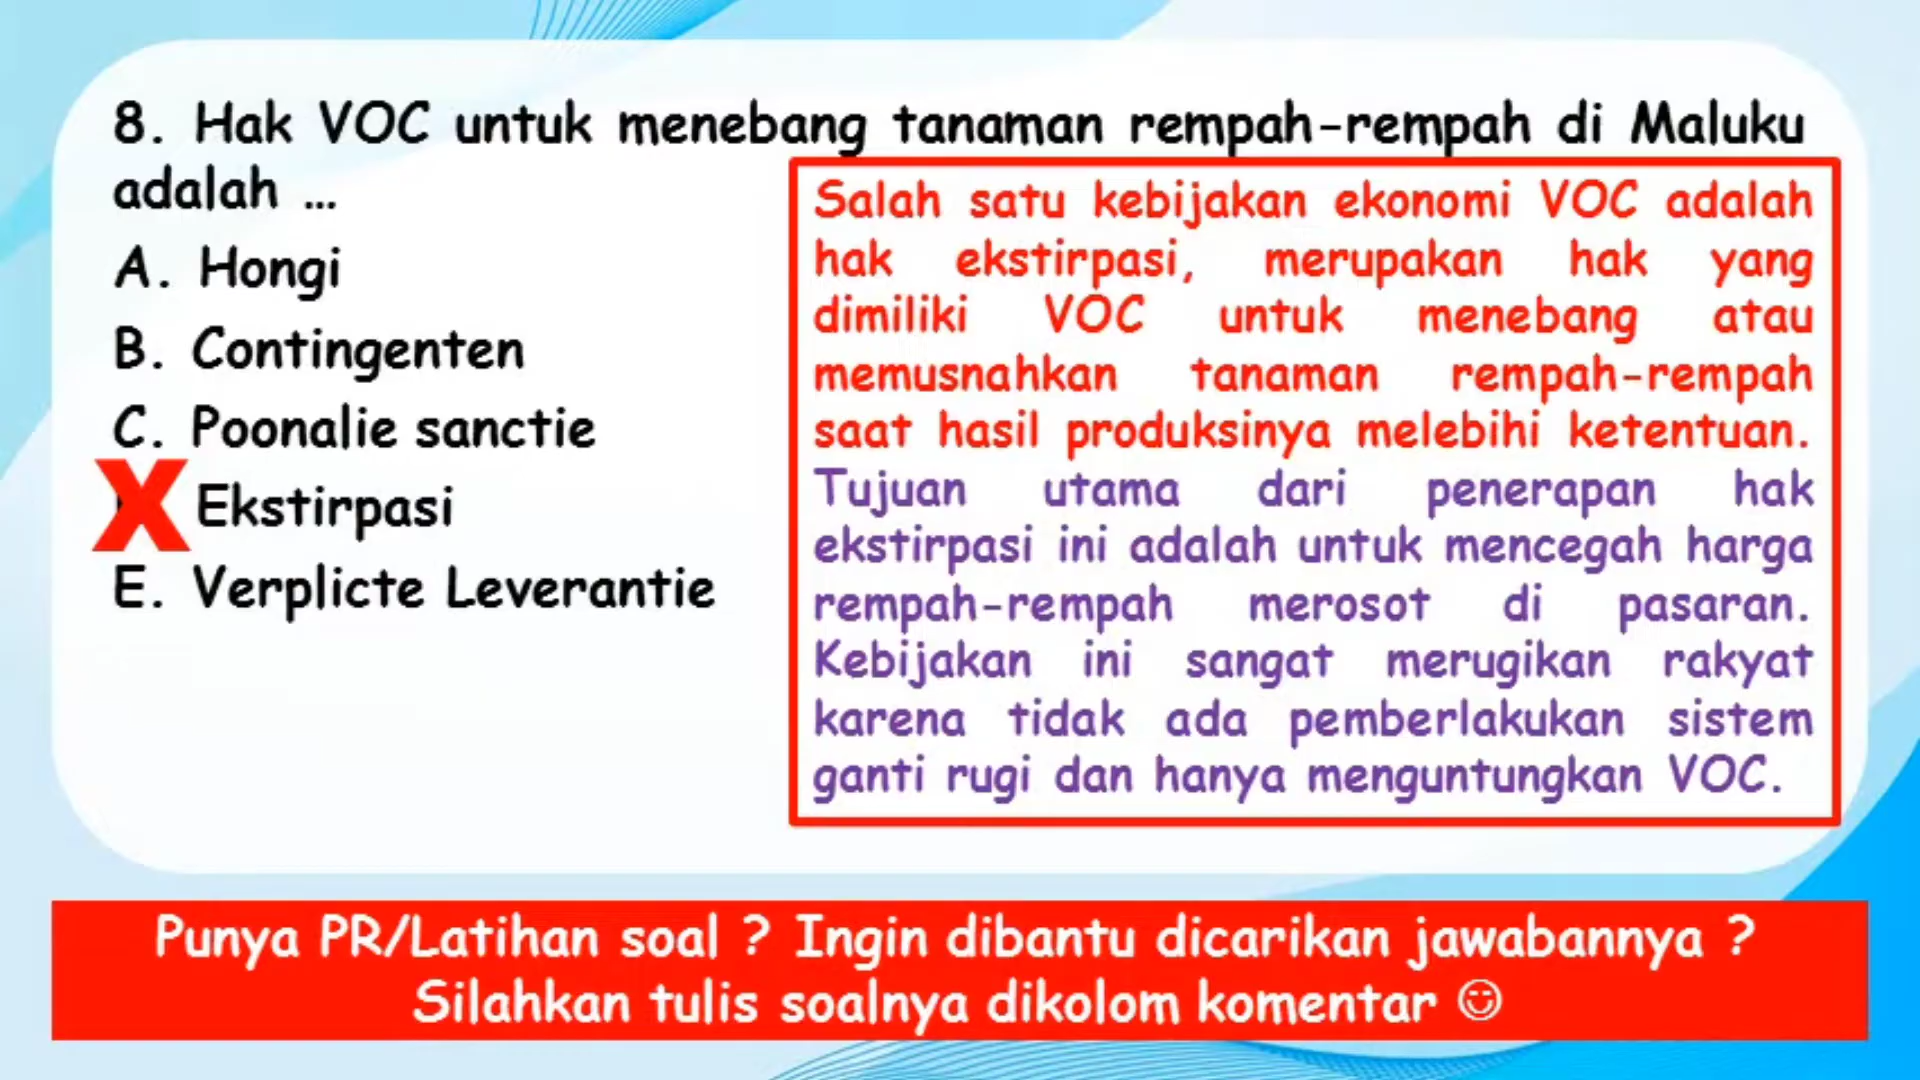 8. Hak VOC untuk menebang tanaman rempah-rempah di Maluku
adalah ...
A. Hongi
B. Contingenten
C. Poonalie sanctie
X Ekstirpasi
E. Verplicte Leverantie
Salah satu kebijakan ekonomi VOC adalah
hak ekstirpasi, merupakan hak yang
dimiliki VOC untuk menebang atau
memusnahkan tanaman rempah-rempah
saat hasil produksinya melebihi ketentuan.
Tujuan utama dari penerapan hak
ekstirpasi ini adalah untuk mencegah harga
rempah-rempah merosot di pasaran.
Kebijakan ini sangat merugikan rakyat
karena tidak ada pemberlakukan sistem
ganti rugi dan hanya menguntungkan VOC.
Punya PR/Latihan soal ? Ingin dibantu dicarikan jawabannya ?
Silahkan tulis soalnya dikolom komentar ☺